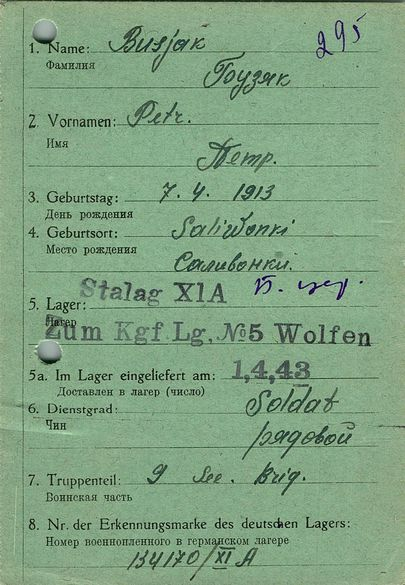 295
1. Name: Busjak
Фамилия
Гоузяк
2. Vornamen: Petr.
Имя
Петр.
3. Geburtstag: 7. 4. 1913
День рождения
4. Geburtsort: Saliwonki
Место рождения
Саливонки.
Stalag XIA
5. Lager:
Лагерь
Zum Kgf Lg. №5 Wolfen
5a. Im Lager eingeliefert am: 1,4,43
Доставлен в лагерь (число)
6. Dienstgrad: Soldat
Чин
рядовой
7. Truppenteil: 9 See. Brig.
Воинская часть
8. Nr. der Erkennungsmarke des deutschen Lagers:
Номер военнопленного в германском лагере
134170/XI A